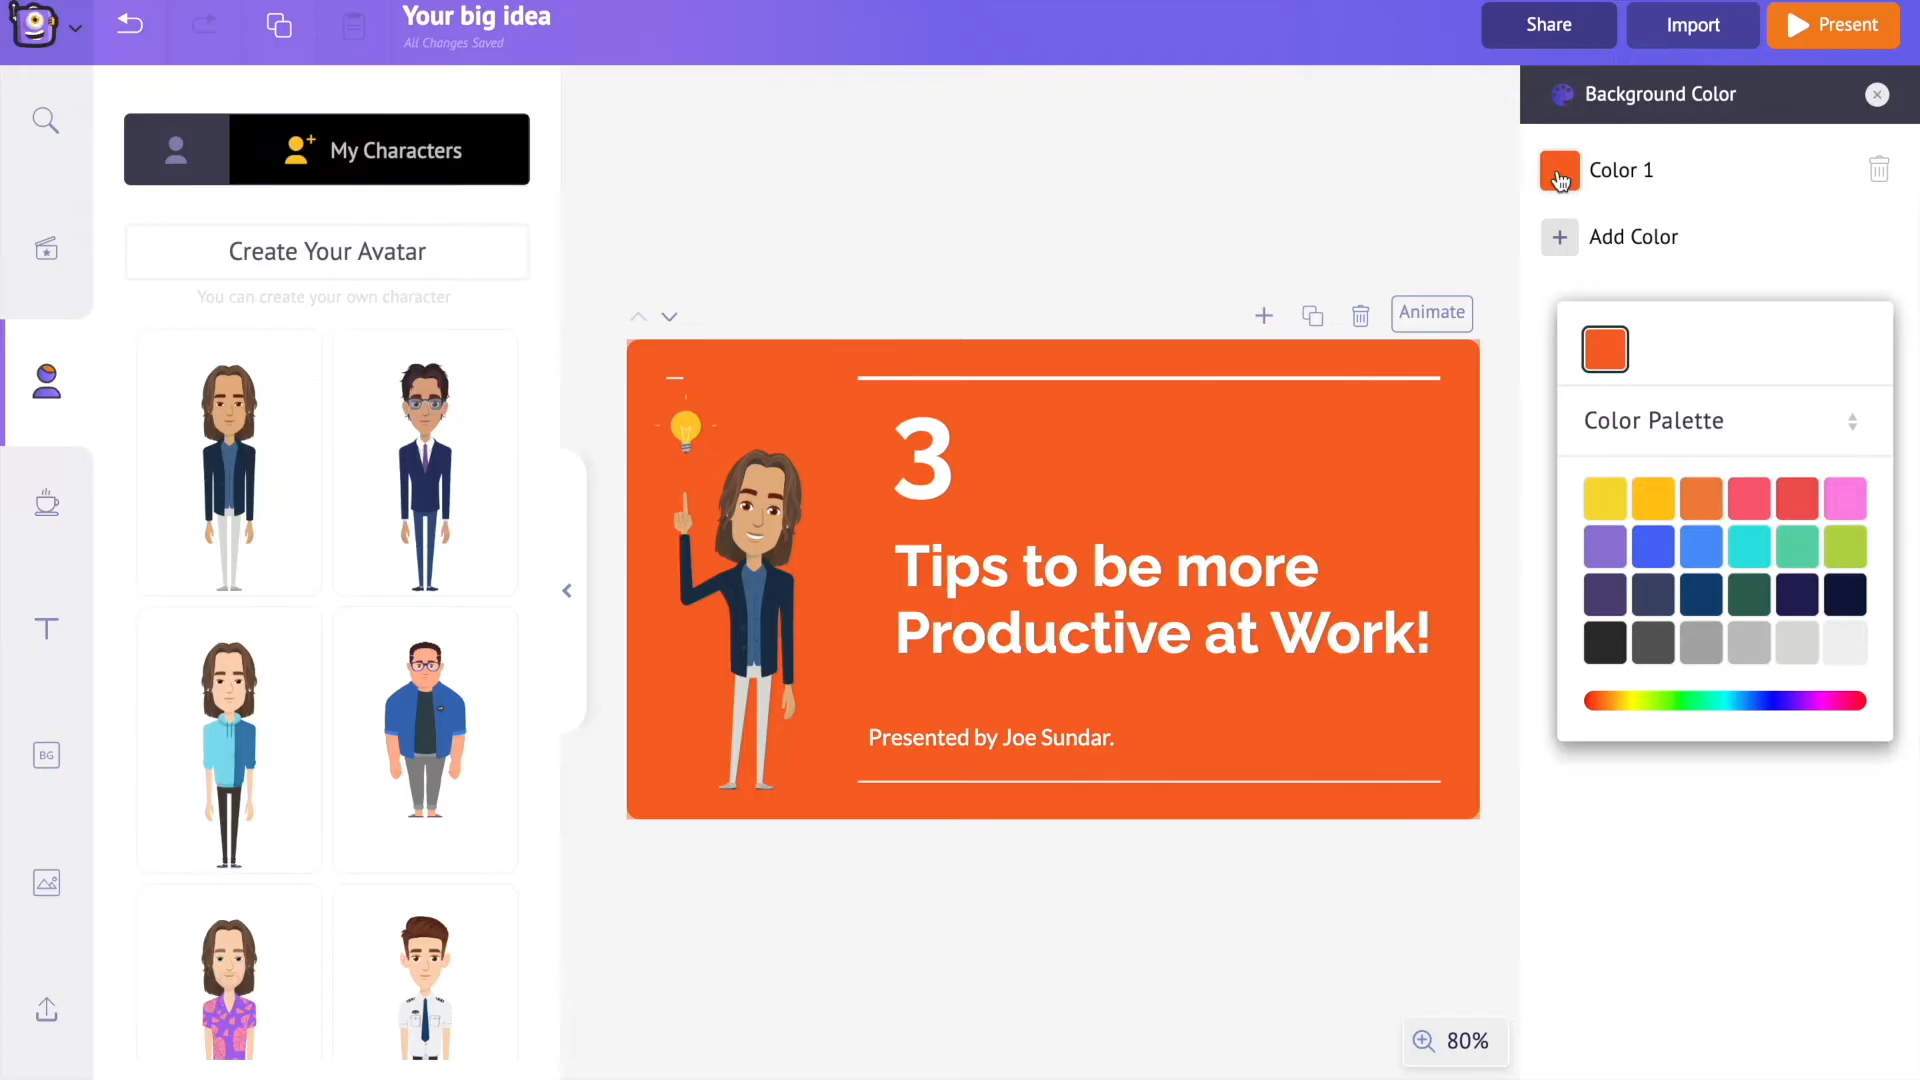 Your big idea
All Changes Saved
Share
Import
Present
My Characters
Create Your Avatar
You can create your own character
BG
Animate
3
Tips to be more
Productive at Work!
Presented by Joe Sundar.
80%
Background Color
Color 1
Add Color
Color Palette